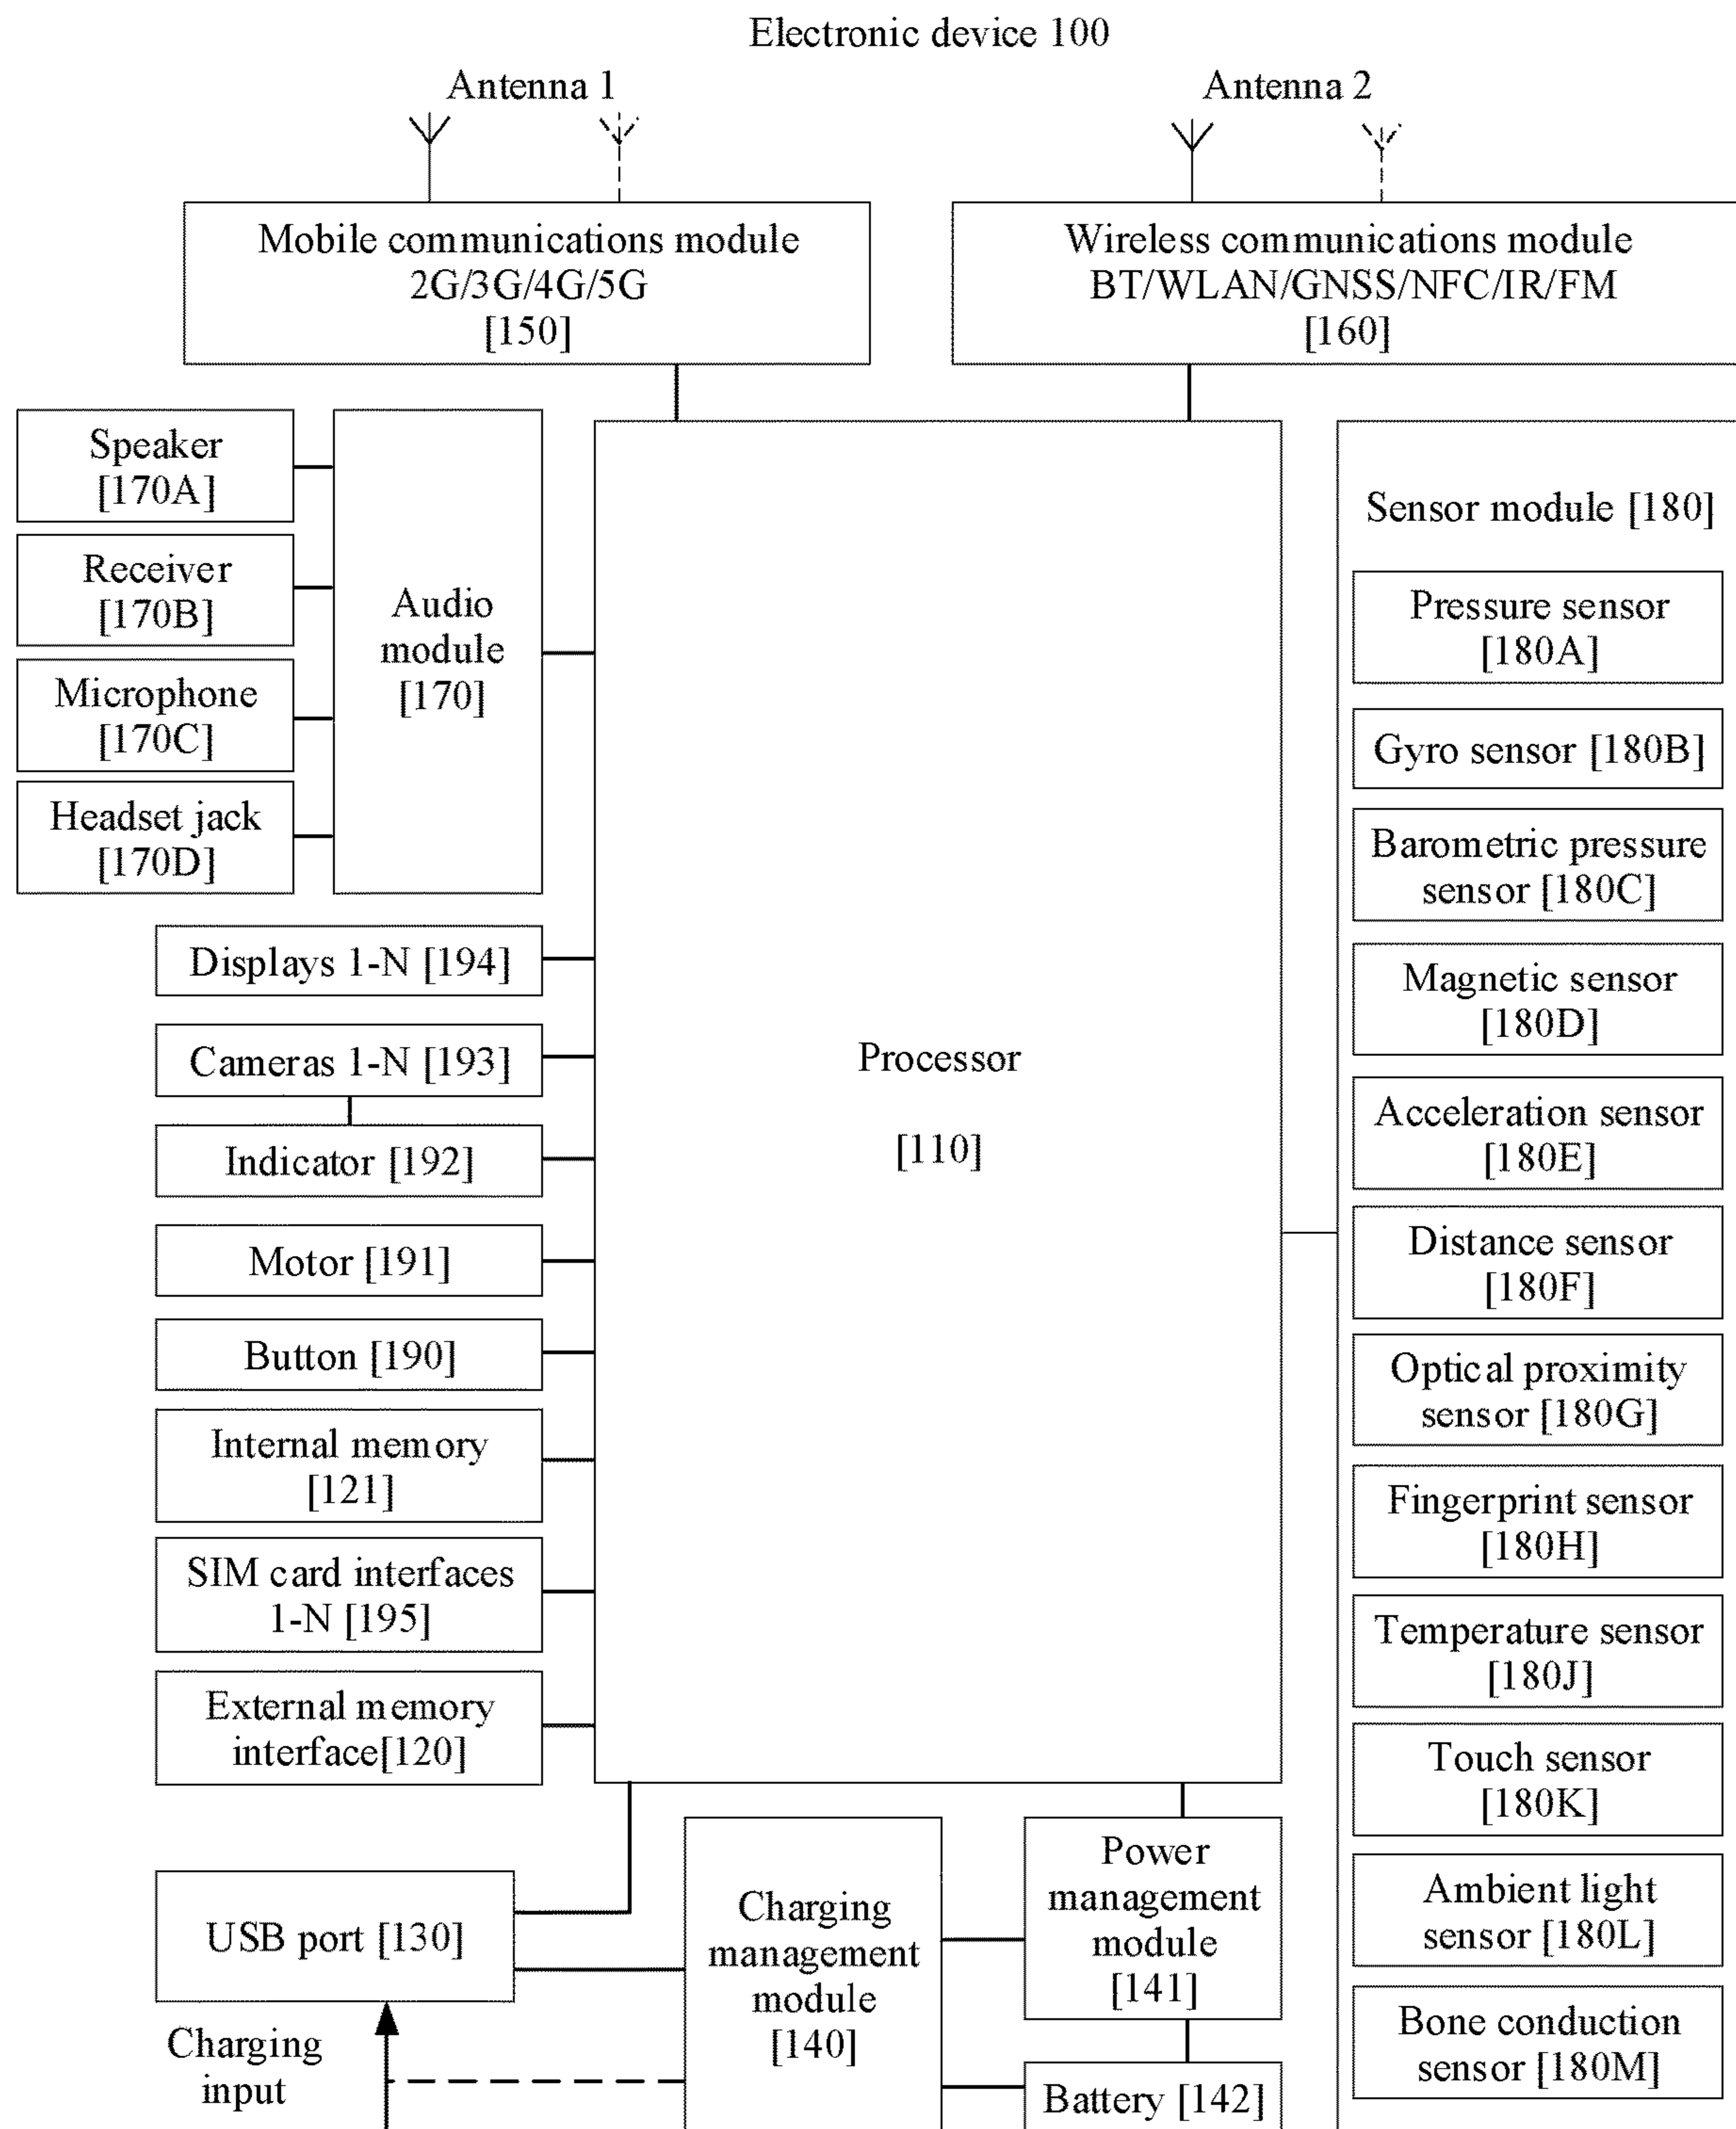 Electronic device 100
Antenna 1
Antenna 2
Mobile communications module
2G/3G/4G/5G
[150]
Wireless communications module
BT/WLAN/GNSS/NFC/IR/FM
[160]
Speaker
[170A]
Receiver
[170B]
Microphone
[170C]
Headset jack
[170D]
Audio
module
[170]
Displays 1-N [194]
Cameras 1-N [193]
Indicator [192]
Motor [191]
Button [190]
Internal memory
[121]
SIM card interfaces
1-N [195]
External memory
interface[120]
Processor
[110]
Sensor module [180]
Pressure sensor
[180A]
Gyro sensor [180B]
Barometric pressure
sensor [180C]
Magnetic sensor
[180D]
Acceleration sensor
[180E]
Distance sensor
[180F]
Optical proximity
sensor [180G]
Fingerprint sensor
[180H]
Temperature sensor
[180J]
Touch sensor
[180K]
Ambient light
sensor [180L]
Bone conduction
sensor [180M]
USB port [130]
Charging
input
Charging
management
module
[140]
Power
management
module
[141]
Battery [142]